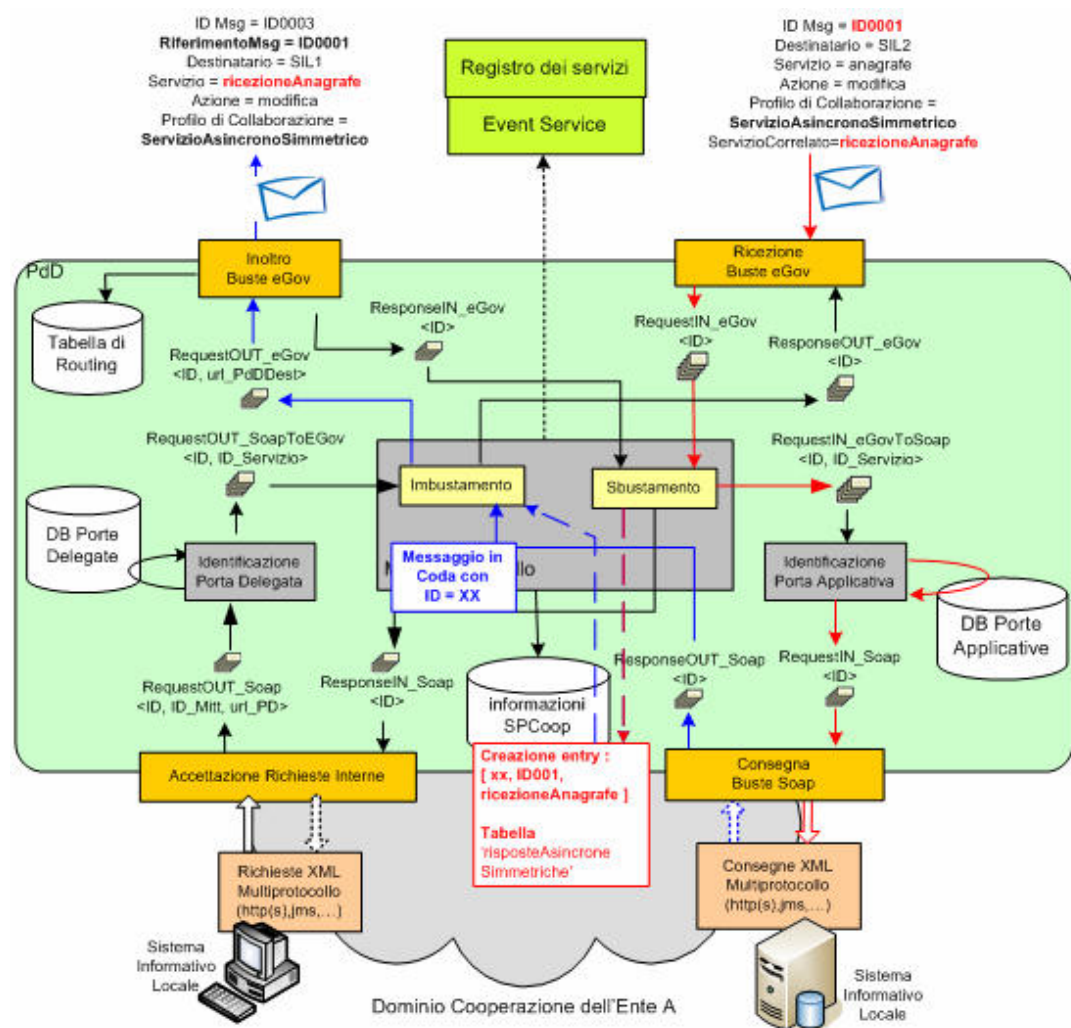 ID Msg = ID0003
RiferimentoMsg = ID0001
Destinatario = SIL1
Servizio = ricezioneAnagrafe
Azione = modifica
Profilo di Collaborazione =
ServizioAsincronoSimmetrico
Registro dei servizi
Event Service
ID Msg = ID0001
Destinatario = SIL2
Servizio = anagrafe
Azione = modifica
Profilo di Collaborazione =
ServizioAsincronoSimmetrico
ServizioCorrelato=ricezioneAnagrafe
PdD
Inoltro
Buste eGov
Ricezione
Buste eGov
Tabella di
Routing
ResponseIN_eGov
<ID>
RequestOUT_eGov
<ID, url_PdDDest>
RequestIN_eGov
<ID>
ResponseOUT_eGov
<ID>
RequestOUT_SoapToEGov
<ID, ID_Servizio>
RequestIN_eGovToSoap
<ID, ID_Servizio>
Imbustamento
Sbustamento
DB Porte
Delegate
Identificazione
Porta Delegata
Messaggio in
Coda con
ID = XX
M
llo
Identificazione
Porta Applicativa
DB Porte
Applicative
RequestOUT_Soap
<ID, ID_Mitt, url_PD>
ResponseIN_Soap
<ID>
informazioni
SPCoop
ResponseOUT_Soap
<ID>
RequestIN_Soap
<ID>
Accettazione Richieste Interne
Creazione entry :
[ xx, ID001,
ricezioneAnagrafe ]
Tabella
'risposteAsincrone
Simmetriche'
Consegna
Buste Soap
Richieste XML
Multiprotocollo
(http(s),jms,...)
Consegne XML
Multiprotocollo
(http(s),jms,...)
Sistema
Informativo
Locale
Dominio Cooperazione dell'Ente A
Sistema
Informativo
Locale